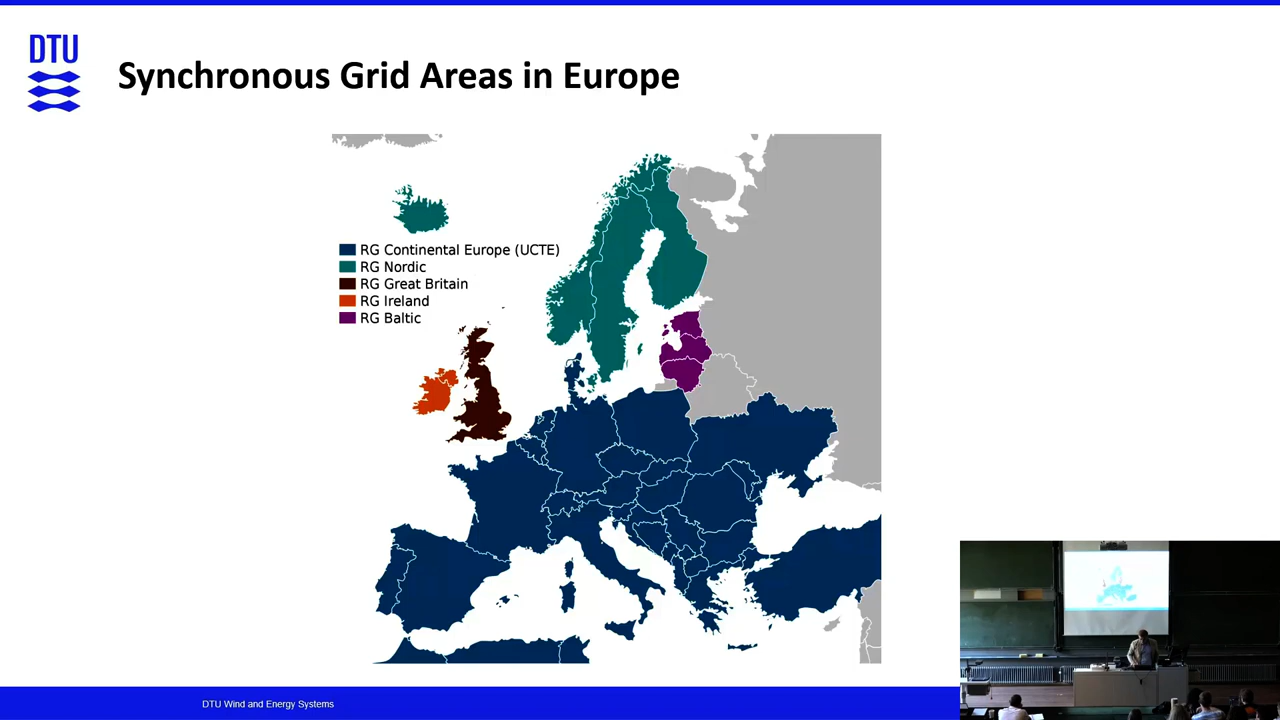 DTU
Synchronous Grid Areas in Europe
RG Continental Europe (UCTE)
RG Nordic
RG Great Britain
RG Ireland
RG Baltic
DTU Wind and Energy Systems